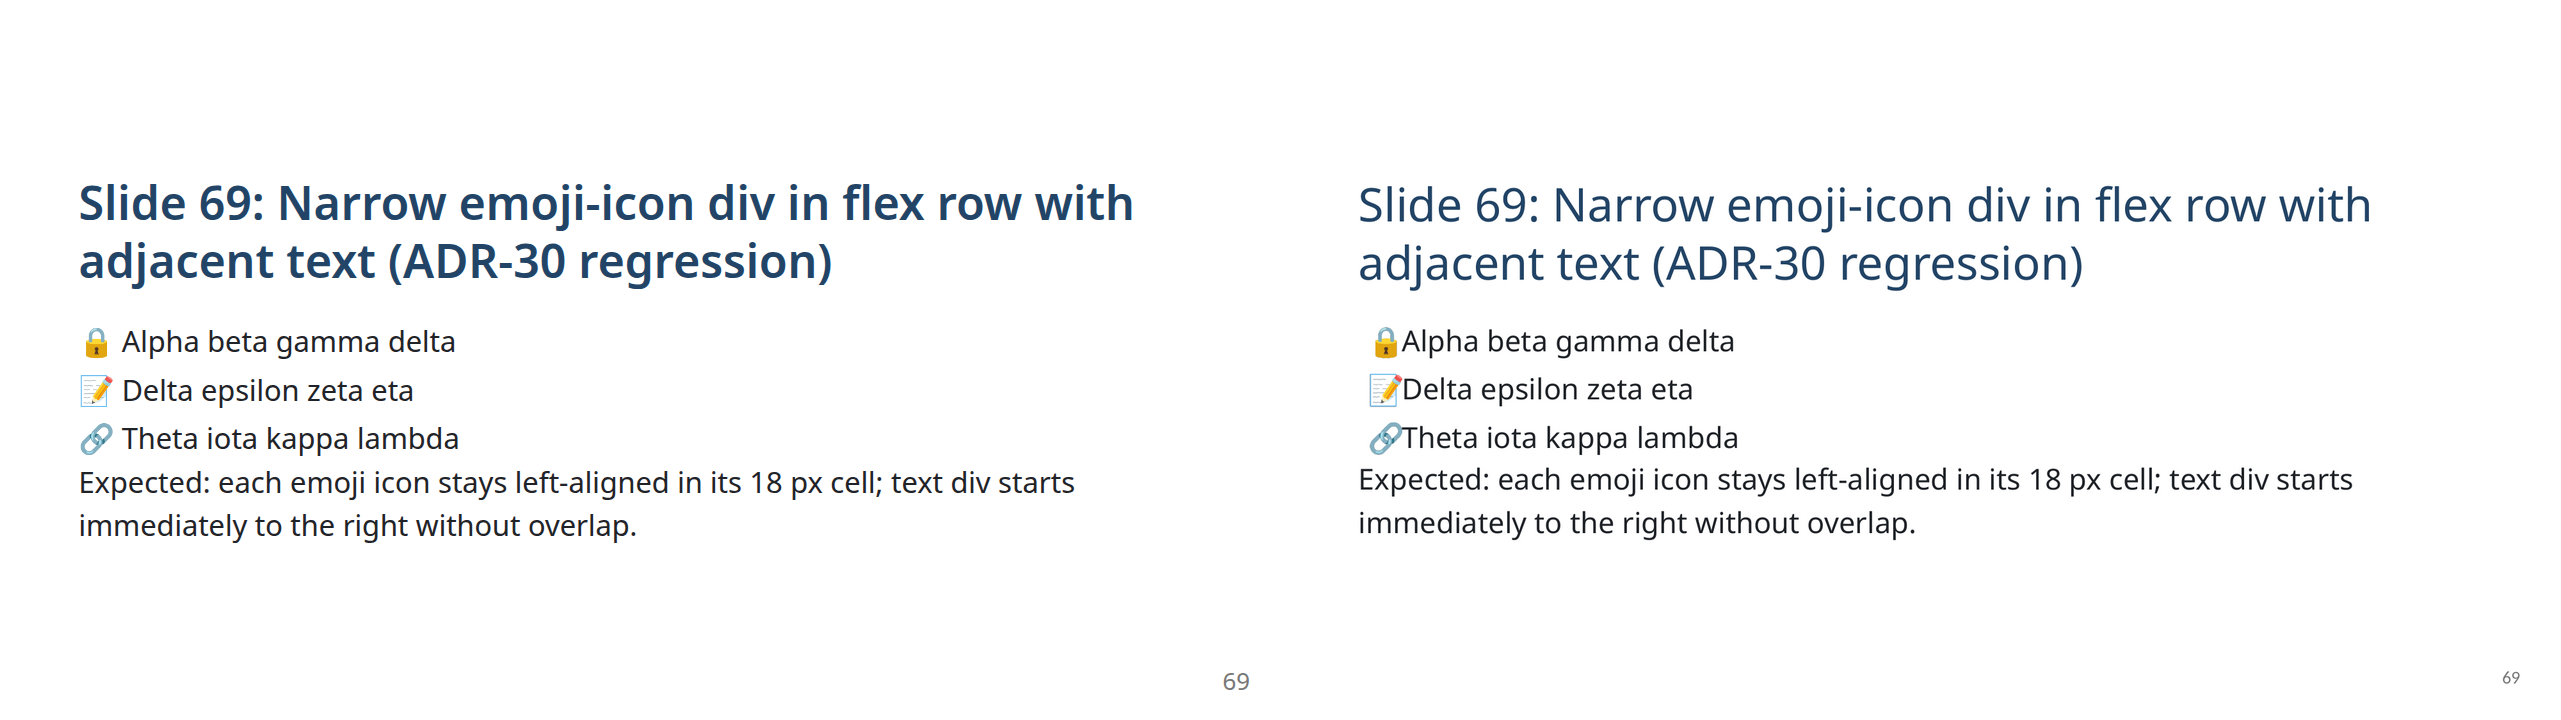 Slide 69: Narrow emoji-icon div in flex row with
adjacent text (ADR-30 regression)
🔒 Alpha beta gamma delta
📝 Delta epsilon zeta eta
🔗 Theta iota kappa lambda
Expected: each emoji icon stays left-aligned in its 18 px cell; text div starts
immediately to the right without overlap.
69
Slide 69: Narrow emoji-icon div in flex row with
adjacent text (ADR-30 regression)
🔒Alpha beta gamma delta
📝Delta epsilon zeta eta
🔗Theta iota kappa lambda
Expected: each emoji icon stays left-aligned in its 18 px cell; text div starts
immediately to the right without overlap.
69